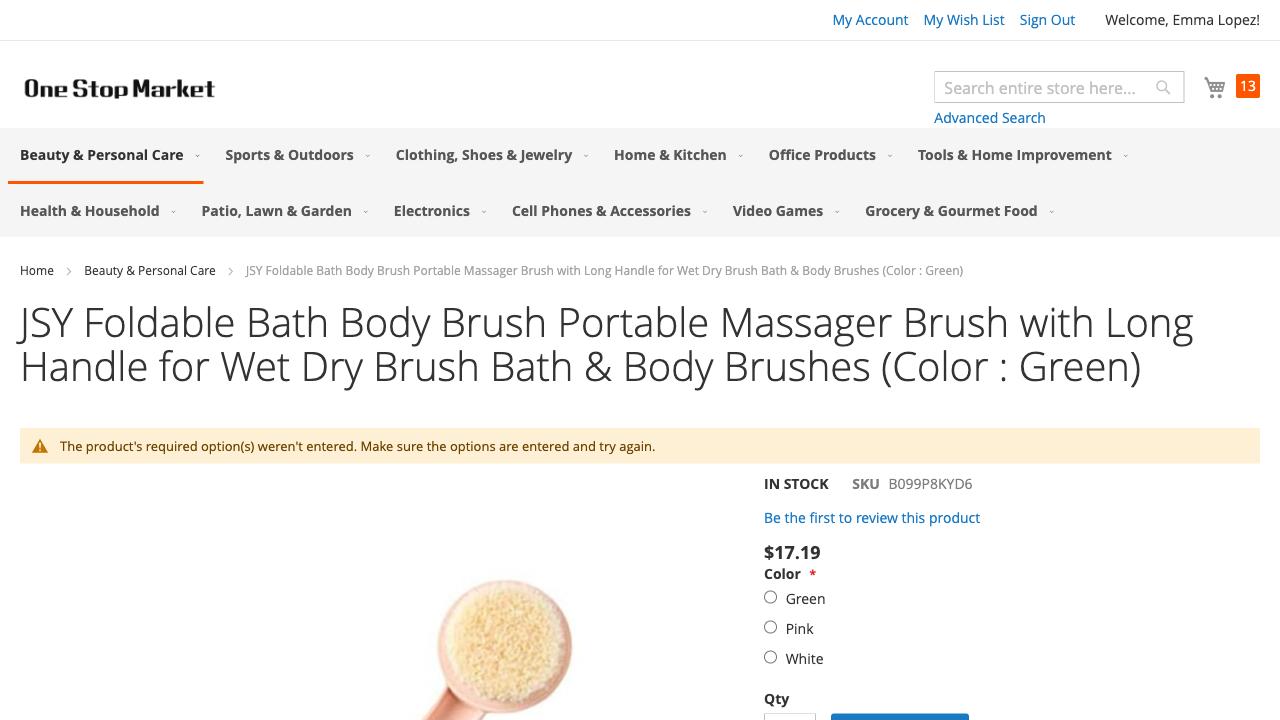 My Account My Wish List Sign Out Welcome, Emma Lopez!
One Stop Market
Search entire store here...
13
Advanced Search
Beauty & Personal Care Sports & Outdoors Clothing, Shoes & Jewelry Home & Kitchen Office Products Tools & Home Improvement
Health & Household Patio, Lawn & Garden Electronics Cell Phones & Accessories Video Games Grocery & Gourmet Food
Home Beauty & Personal Care JSY Foldable Bath Body Brush Portable Massager Brush with Long Handle for Wet Dry Brush Bath & Body Brushes (Color : Green)
JSY Foldable Bath Body Brush Portable Massager Brush with Long
Handle for Wet Dry Brush Bath & Body Brushes (Color : Green)
The product's required option(s) weren't entered. Make sure the options are entered and try again.
IN STOCK SKU B099P8KYD6
Be the first to review this product
$17.19
Color *
Green
Pink
White
Qty